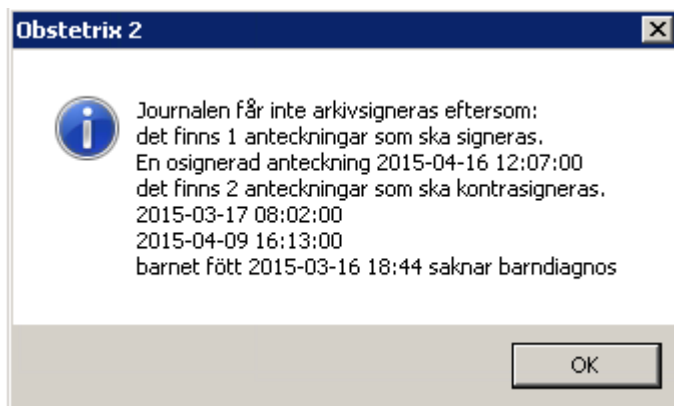 Obstetrix 2
Journalen får inte arkivsigneras eftersom:
det finns 1 anteckningar som ska signeras.
En osignerad anteckning 2015-04-16 12:07:00
det finns 2 anteckningar som ska kontrasigneras.
2015-03-17 08:02:00
2015-04-09 16:13:00
barnet fött 2015-03-16 18:44 saknar barndiagnos
OK